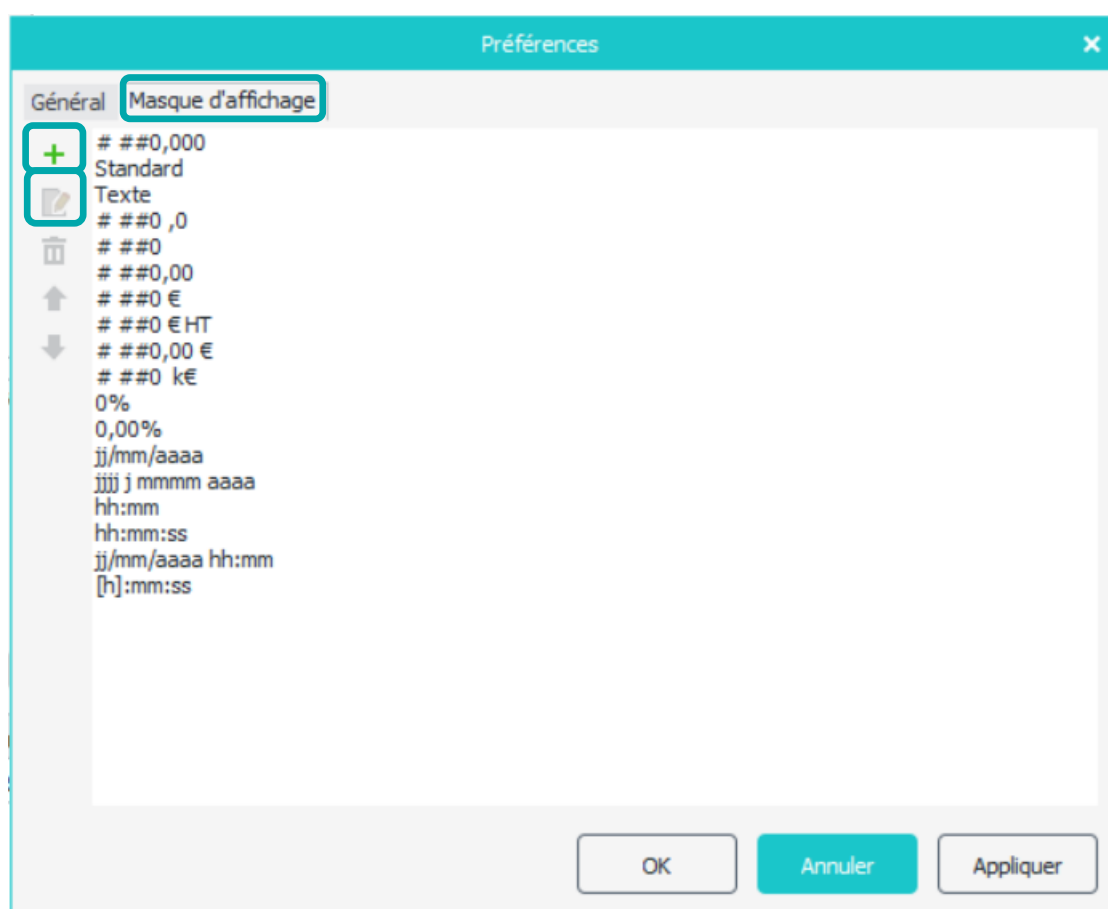 Préférences
Général Masque d'affichage
# ##0,000
Standard
Texte
# ##0 ,0
# ##0
# ##0,00
# ##0 €
# ##0 € HT
# ##0,00 €
# ##0  k€
0%
0,00%
jj/mm/aaaa
jjjj j mmmm aaaa
hh:mm
hh:mm:ss
jj/mm/aaaa hh:mm
[h]:mm:ss
OK Annuler Appliquer